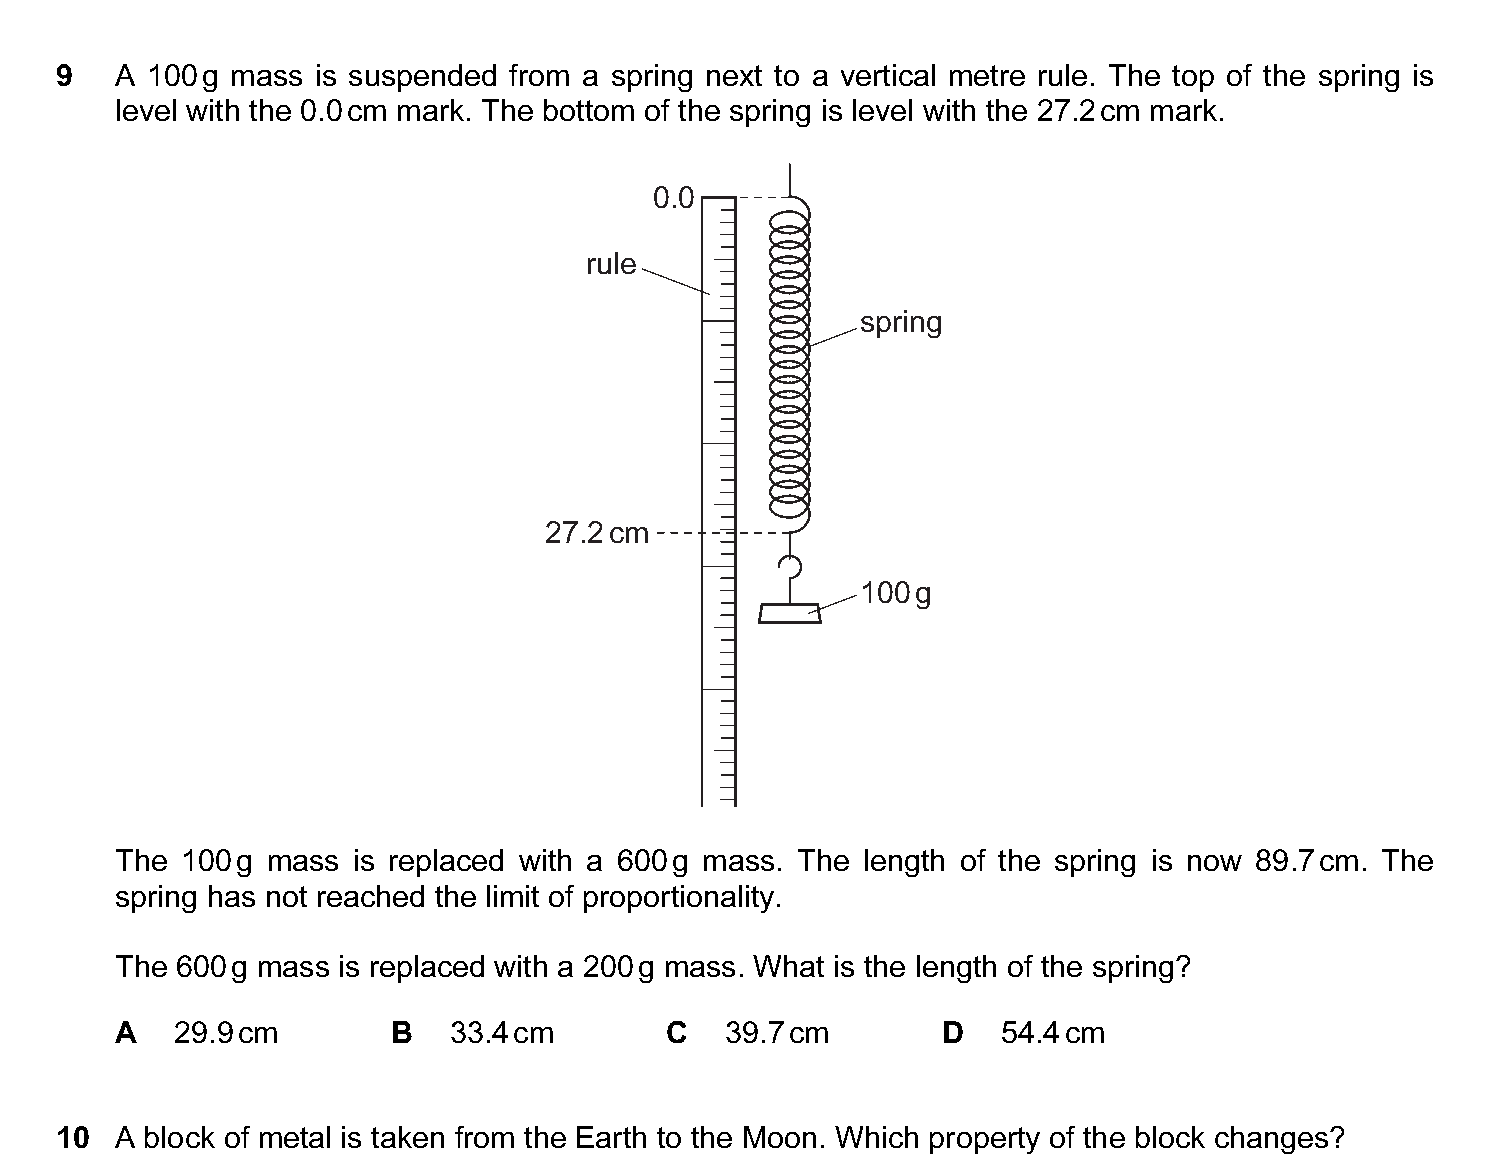 9 A 100 g mass is suspended from a spring next to a vertical metre rule. The top of the spring is
level with the 0.0 cm mark. The bottom of the spring is level with the 27.2 cm mark.
0.0
rule
spring
27.2 cm
100 g
The 100 g mass is replaced with a 600 g mass. The length of the spring is now 89.7 cm. The
spring has not reached the limit of proportionality.
The 600 g mass is replaced with a 200 g mass. What is the length of the spring?
A 29.9 cm B 33.4 cm C 39.7 cm D 54.4 cm
10 A block of metal is taken from the Earth to the Moon. Which property of the block changes?